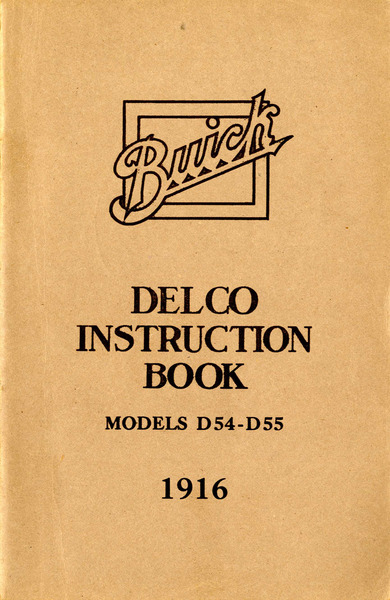 Buick
DELCO
INSTRUCTION
BOOK
MODELS D54-D55
1916